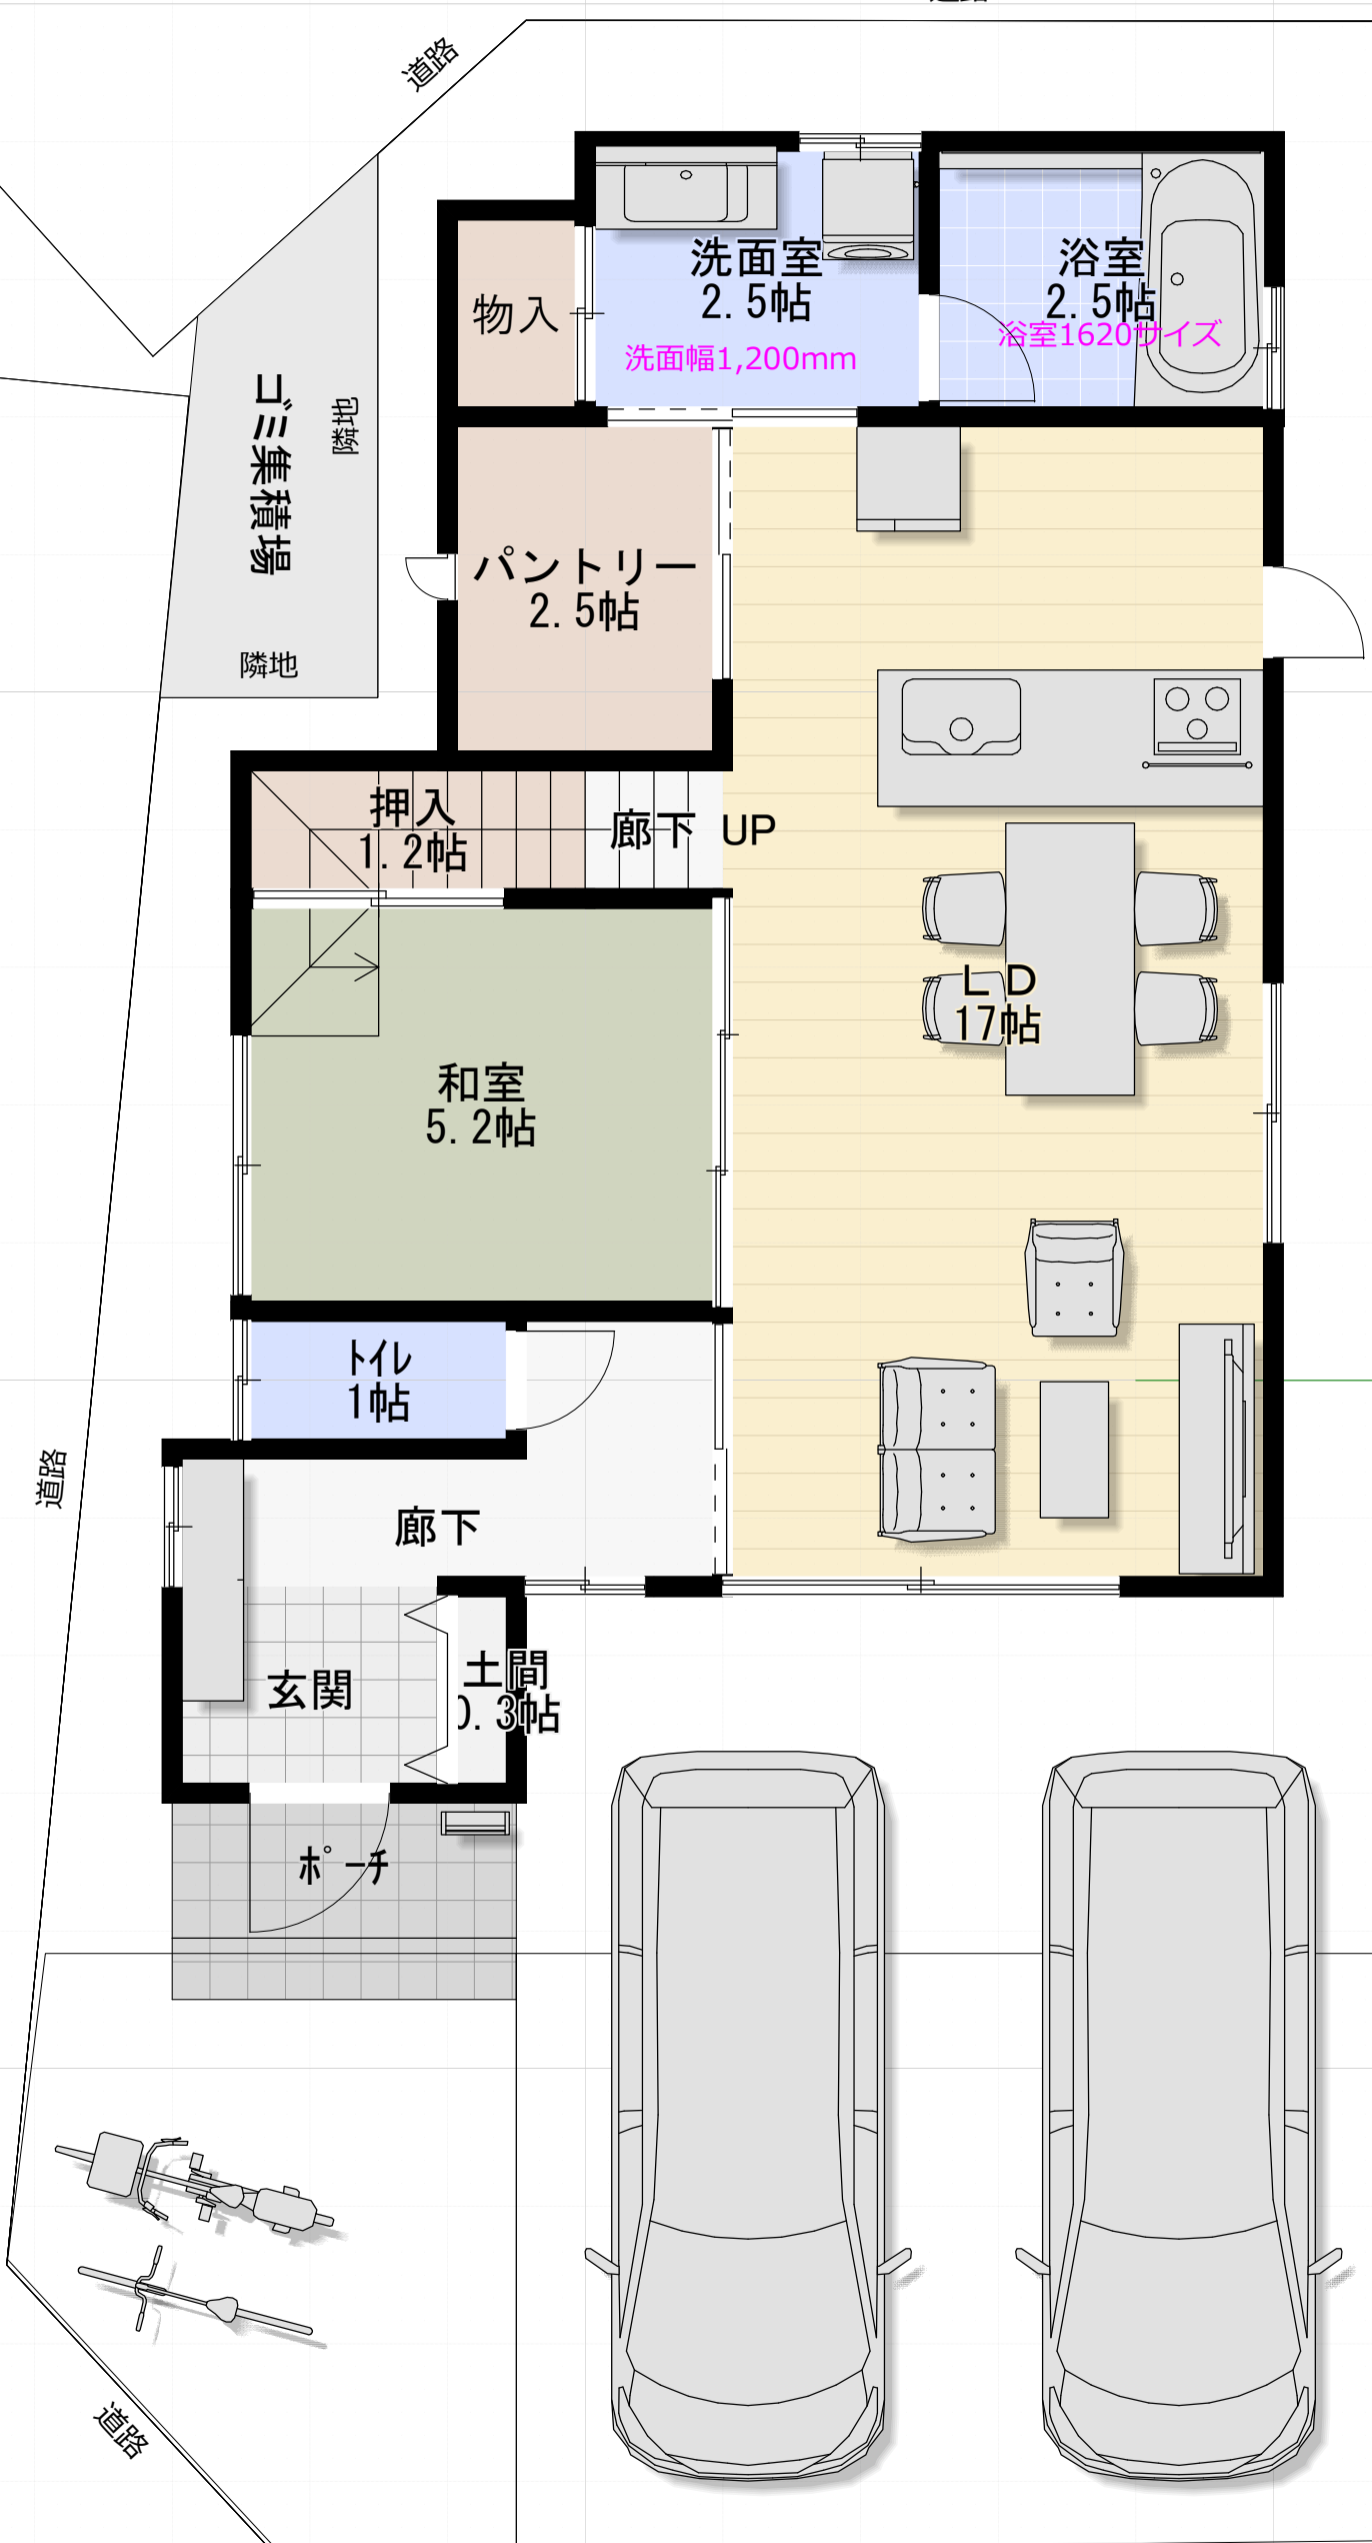 道路
道路
洗面室
2.5帖
洗面幅1,200mm
浴室
2.5帖
浴室1620サイズ
物入
ゴミ集積場
隣地
隣地
パントリー
2.5帖
押入
1.2帖
廊下
UP
ＬＤ
17帖
和室
5.2帖
ﾄｲﾚ
1帖
道路
廊下
玄関
土間
0.3帖
ﾎﾟｰﾁ
道路